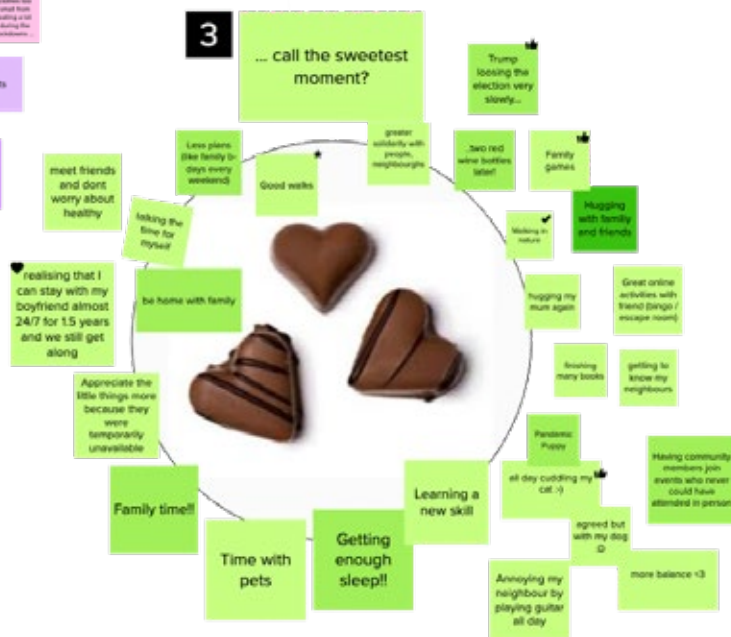 3
... call the sweetest
moment?
Trump
loosing the
election very
slowly...
Less plans
(like family b-
days every
weekend)
Good walks
greater
solidarity with
people,
neighbourghs
..two red
wine bottles
later!
Family
games
meet friends
and dont
worry about
healthy
talking the
time for
myself
Walking in
nature
Hugging
with family
and friends
realising that I
can stay with my
boyfriend almost
24/7 for 1.5 years
and we still get
along
be home with family
hugging my
mum again
Great online
activities with
friend (bingo /
escape room)
finishing
many books
getting to
know my
neighbours
Appreciate the
little things more
because they
were
temporarily
unavailable
Pandemic
Puppy
all day cuddling my
cat :-)
Having community
members join
events who never
could have
attended in person
Family time!!
Learning a
new skill
agreed but
with my dog
:D
Time with
pets
Getting
enough
sleep!!
more balance <3
Annoying my
neighbour by
playing guitar
all day